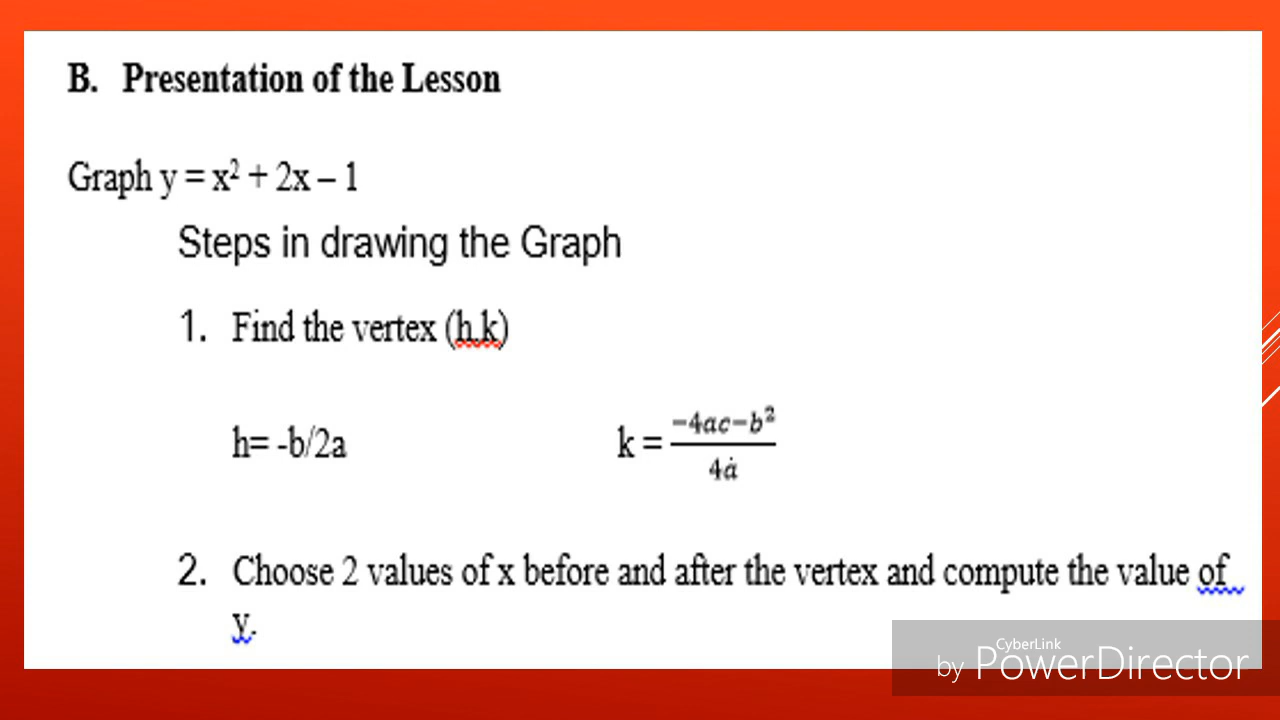 B. Presentation of the Lesson
Graph y = x² + 2x – 1
Steps in drawing the Graph
1. Find the vertex (h,k)
h= -b/2a k = \frac{-4ac-b²}{4ȧ}
2. Choose 2 values of x before and after the vertex and compute the value of
y.
CyberLink
by PowerDirector